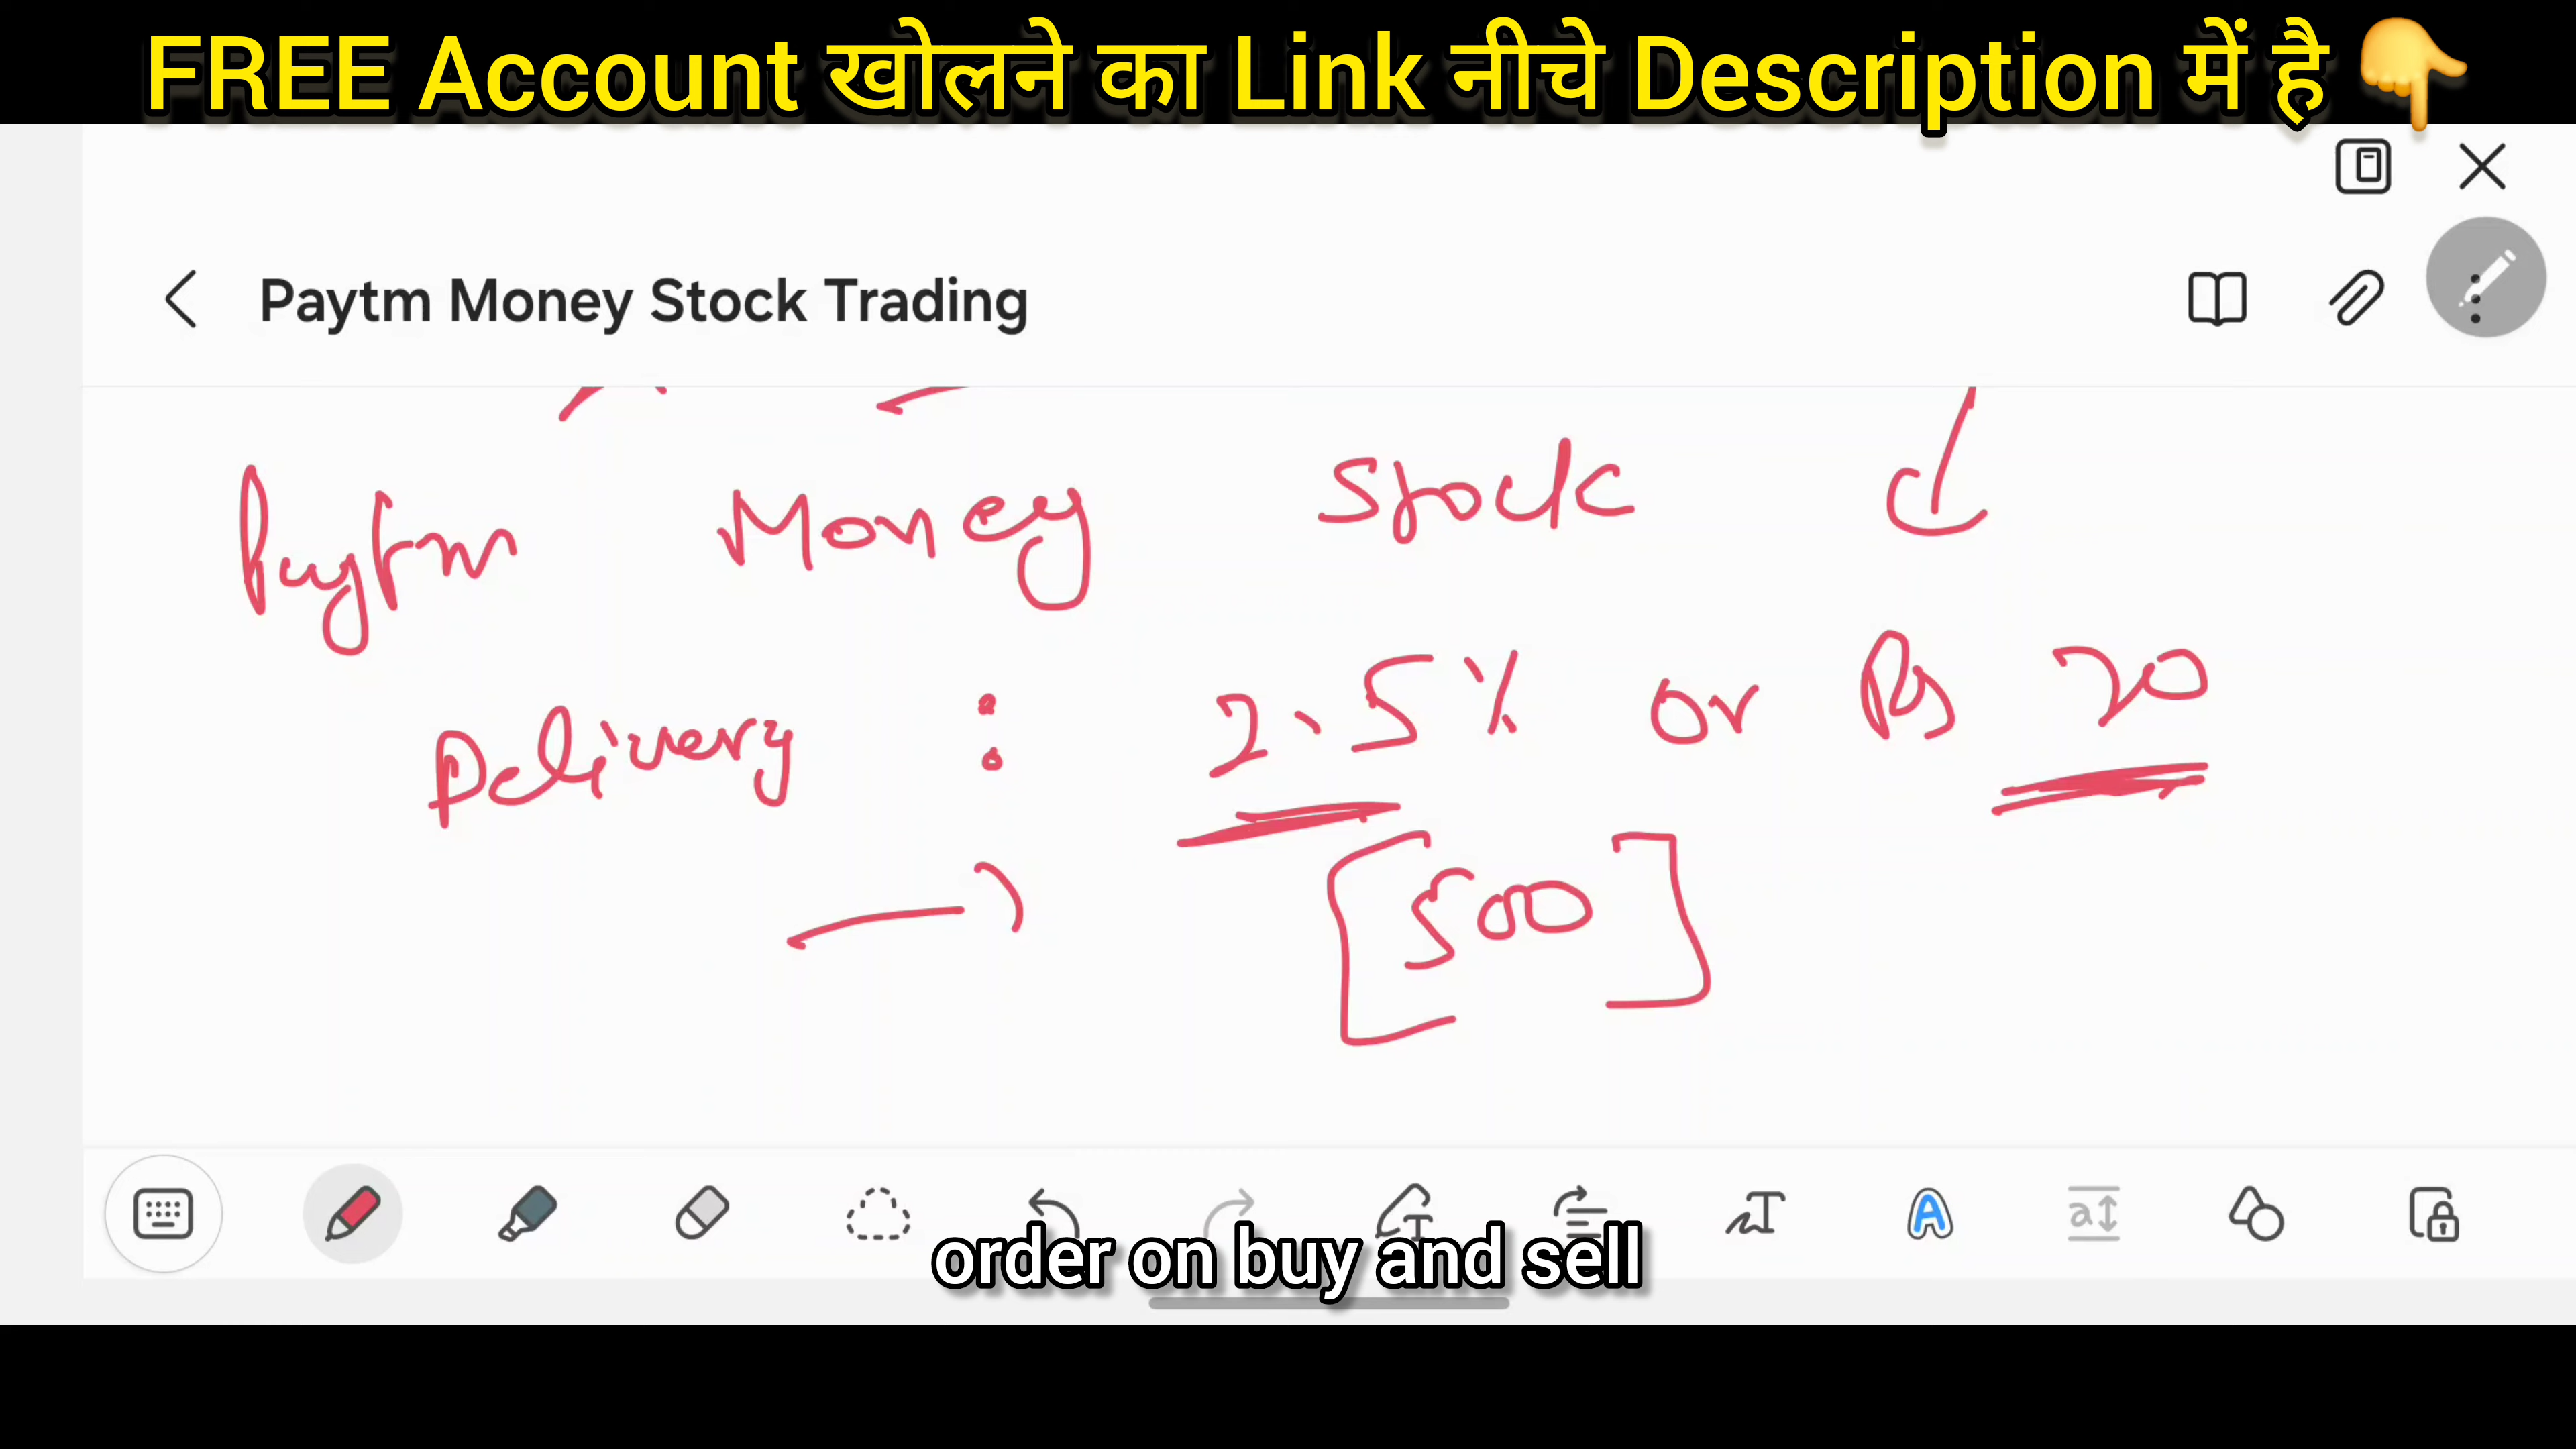 FREE Account खोलने का Link नीचे Description में है 👇
Paytm Money Stock Trading
Paytm Money Stock
Delivery : 2.5% or Rs 20
[500]
order on buy and sell